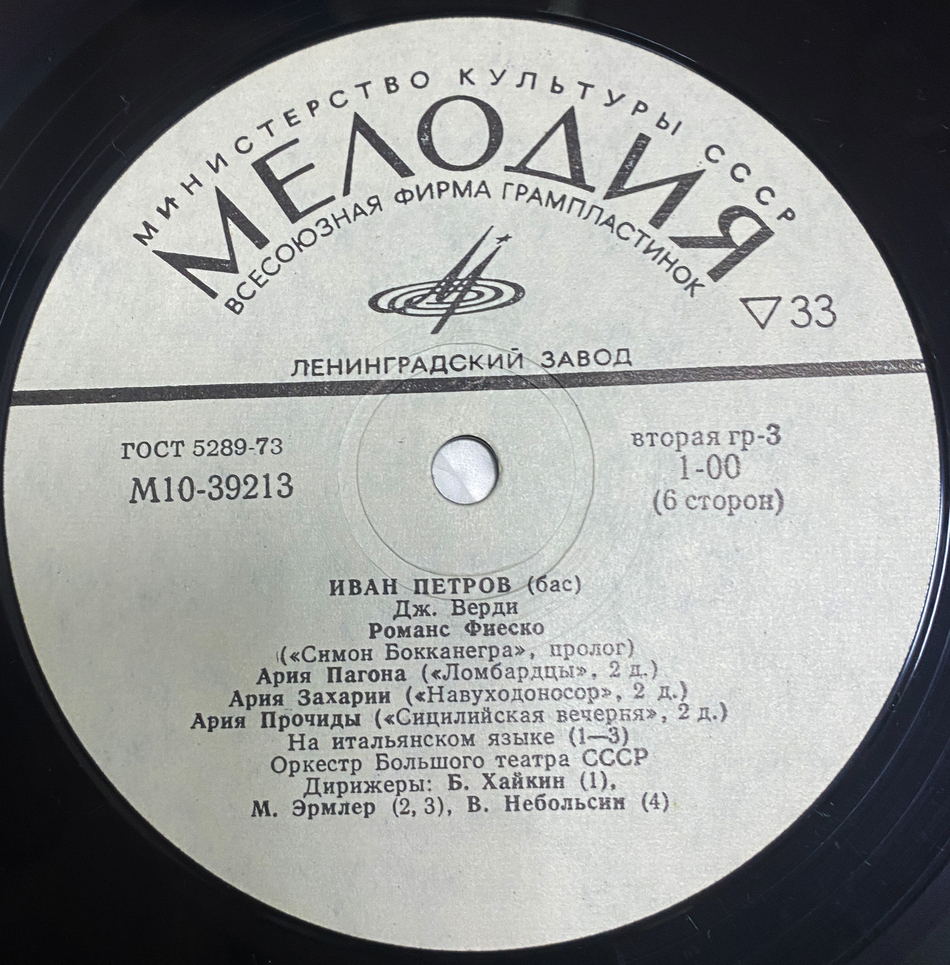 МИНИСТЕРСТВО КУЛЬТУРЫ СССР
МЕЛОДИЯ
ВСЕСОЮЗНАЯ ФИРМА ГРАМПЛАСТИНОК
▽33
ЛЕНИНГРАДСКИЙ ЗАВОД
ГОСТ 5289-73
М10-39213
вторая гр-3
1-00
(6 сторон)
ИВАН ПЕТРОВ (бас)
Дж. Верди
Романс Фиеско
(«Симон Бокканегра», пролог)
Ария Пагона («Ломбардцы», 2 д.)
Ария Захарии («Навуходоносор», 2 д.)
Ария Прочиды («Сицилийская вечерня», 2 д.)
На итальянском языке (1—3)
Оркестр Большого театра СССР
Дирижеры: Б. Хайкин (1),
М. Эрмлер (2, 3), В. Небольсин (4)